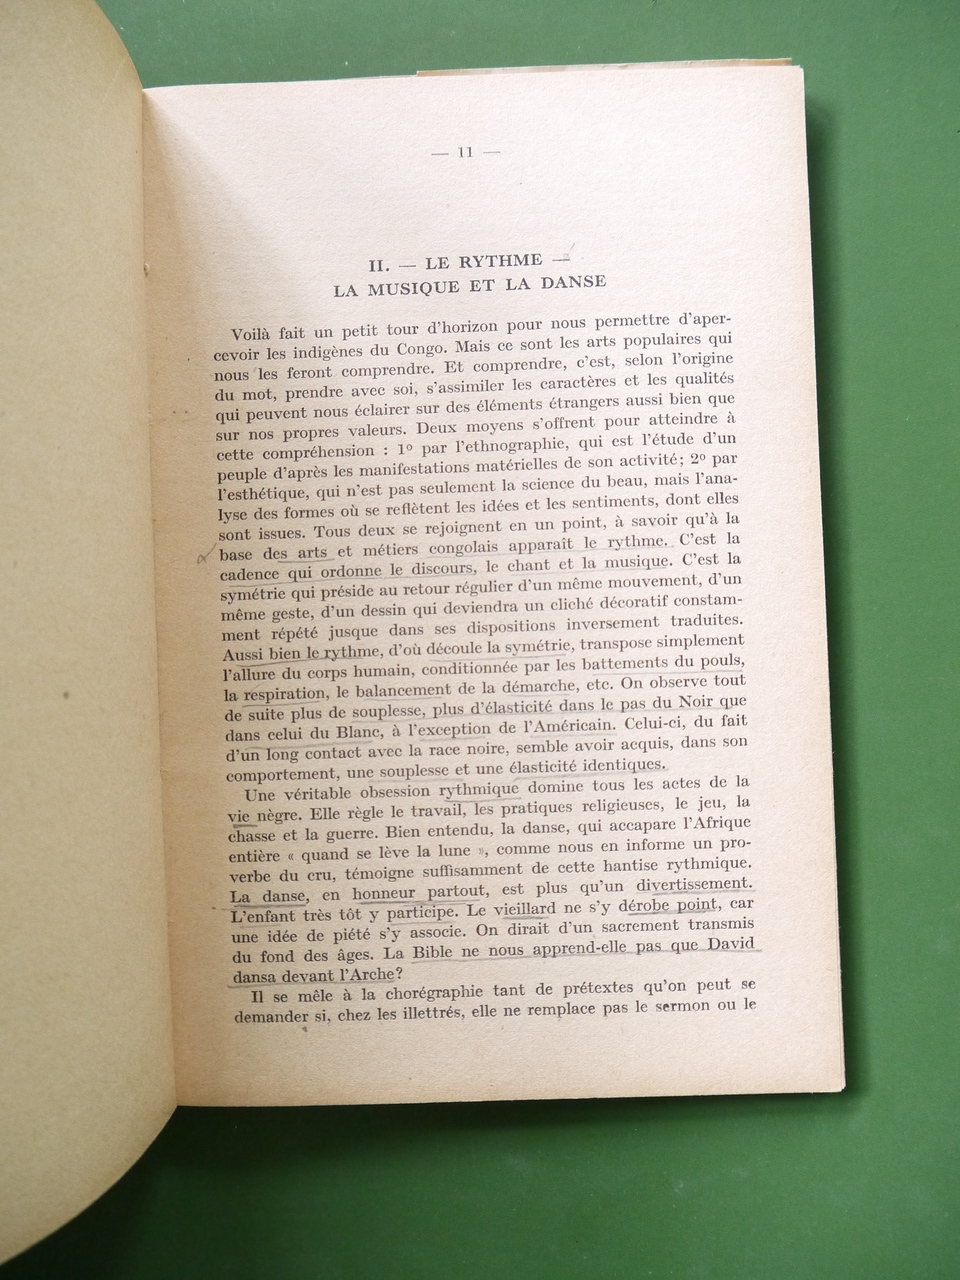 — 11 —
II. — LE RYTHME —
LA MUSIQUE ET LA DANSE
Voilà fait un petit tour d'horizon pour nous permettre d'aper-
cevoir les indigènes du Congo. Mais ce sont les arts populaires qui
nous les feront comprendre. Et comprendre, c'est, selon l'origine
du mot, prendre avec soi, s'assimiler les caractères et les qualités
qui peuvent nous éclairer sur des éléments étrangers aussi bien que
sur nos propres valeurs. Deux moyens s'offrent pour atteindre à
cette compréhension : 1º par l'ethnographie, qui est l'étude d'un
peuple d'après les manifestations matérielles de son activité; 2º par
l'esthétique, qui n'est pas seulement la science du beau, mais l'ana-
lyse des formes où se reflètent les idées et les sentiments, dont elles
sont issues. Tous deux se rejoignent en un point, à savoir qu'à la
base des arts et métiers congolais apparaît le rythme. C'est la
cadence qui ordonne le discours, le chant et la musique. C'est la
symétrie qui préside au retour régulier d'un même mouvement, d'un
même geste, d'un dessin qui deviendra un cliché décoratif constam-
ment répété jusque dans ses dispositions inversement traduites.
Aussi bien le rythme, d'où découle la symétrie, transpose simplement
l'allure du corps humain, conditionnée par les battements du pouls,
la respiration, le balancement de la démarche, etc. On observe tout
de suite plus de souplesse, plus d'élasticité dans le pas du Noir que
dans celui du Blanc, à l'exception de l'Américain. Celui-ci, du fait
d'un long contact avec la race noire, semble avoir acquis, dans son
comportement, une souplesse et une élasticité identiques.
Une véritable obsession rythmique domine tous les actes de la
vie nègre. Elle règle le travail, les pratiques religieuses, le jeu, la
chasse et la guerre. Bien entendu, la danse, qui accapare l'Afrique
entière « quand se lève la lune », comme nous en informe un pro-
verbe du cru, témoigne suffisamment de cette hantise rythmique.
La danse, en honneur partout, est plus qu'un divertissement.
L'enfant très tôt y participe. Le vieillard ne s'y dérobe point, car
une idée de piété s'y associe. On dirait d'un sacrement transmis
du fond des âges. La Bible ne nous apprend-elle pas que David
dansa devant l'Arche?
Il se mêle à la chorégraphie tant de prétextes qu'on peut se
demander si, chez les illettrés, elle ne remplace pas le sermon ou le